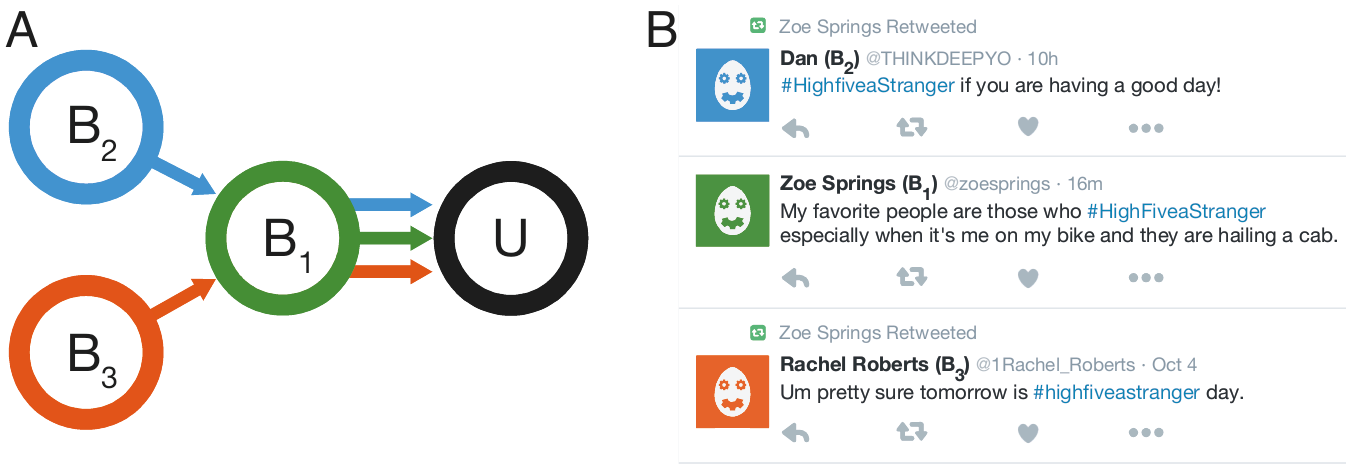 A
B2
B1
U
B3
B
Zoe Springs Retweeted
Dan (B2) @THINKDEEPYO · 10h
#HighfiveaStranger if you are having a good day!
Zoe Springs (B1) @zoesprings · 16m
My favorite people are those who #HighFiveaStranger
especially when it's me on my bike and they are hailing a cab.
Zoe Springs Retweeted
Rachel Roberts (B3) @1Rachel_Roberts · Oct 4
Um pretty sure tomorrow is #highfiveastranger day.